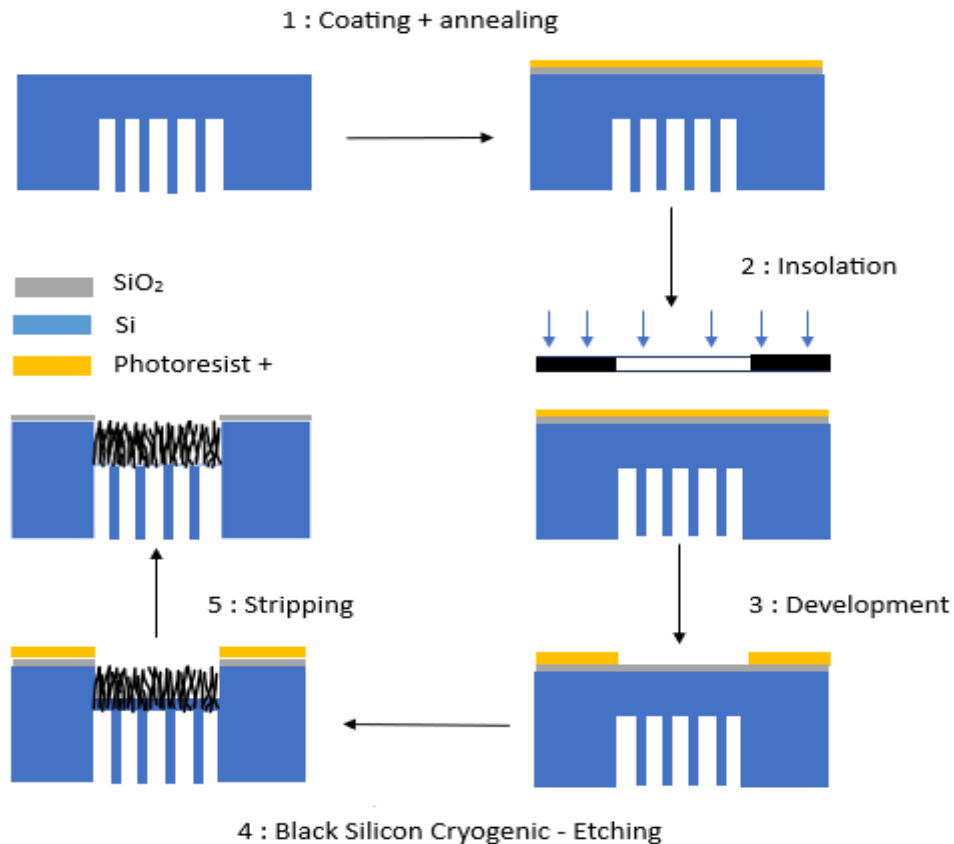 1 : Coating + annealing
2 : Insolation
SiO₂
Si
Photoresist +
5 : Stripping
3 : Development
4 : Black Silicon Cryogenic - Etching